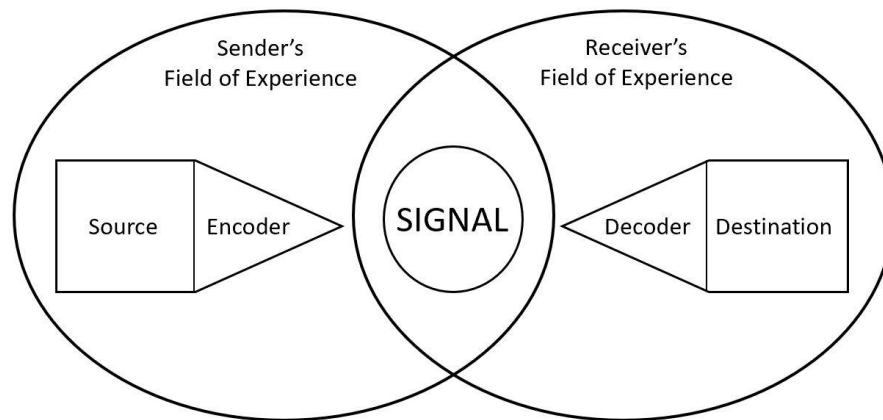 Sender's
Field of Experience
Receiver's
Field of Experience
Source
Encoder
SIGNAL
Decoder
Destination